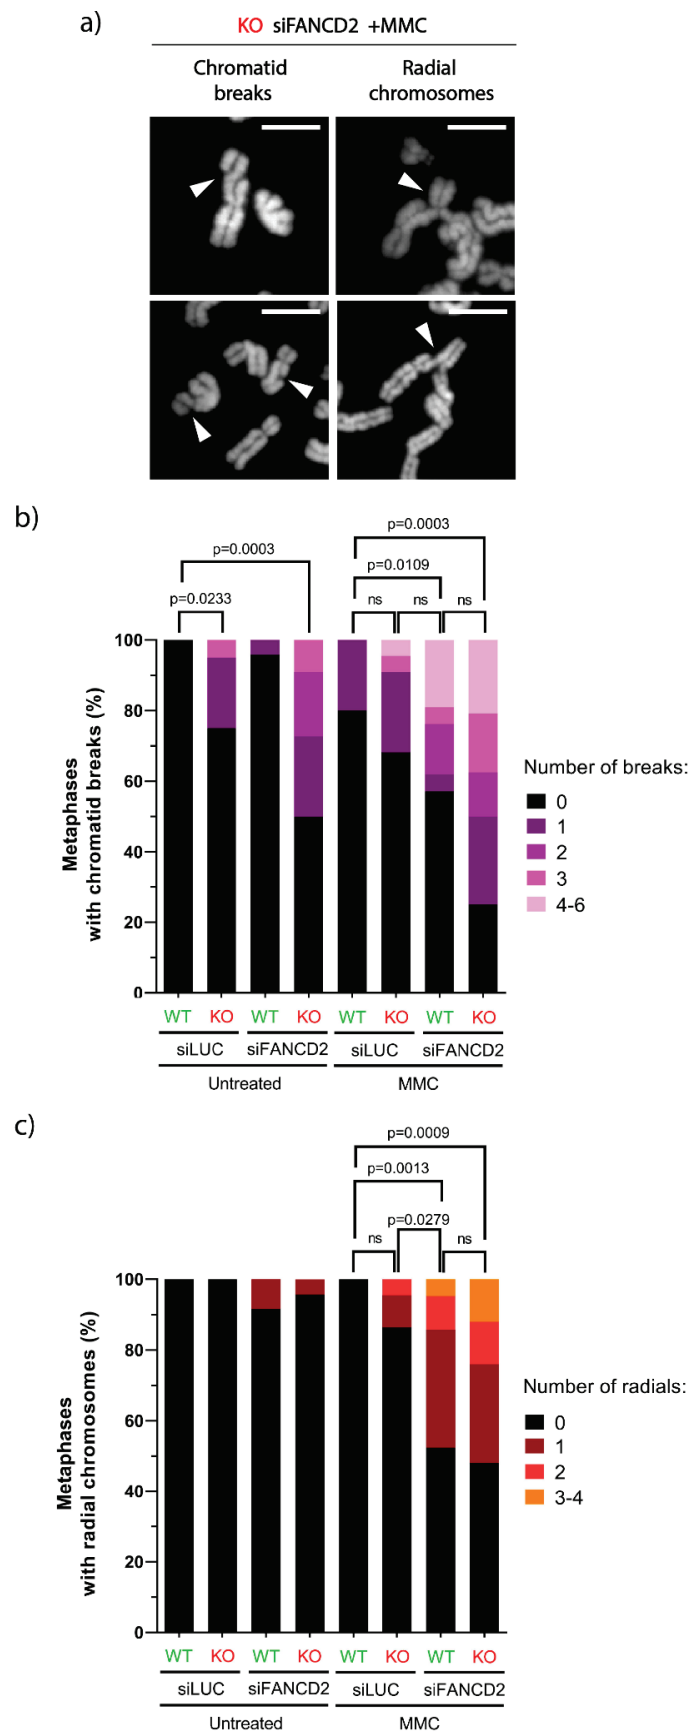 a)
KO siFANCD2 +MMC
Chromatid breaks
Radial chromosomes
b)
p=0.0003
p=0.0003
p=0.0109
p=0.0233
ns
ns
ns
Metaphases
with chromatid breaks (%)
100
80
60
40
20
0
Number of breaks:
0
1
2
3
4-6
WT KO WT KO WT KO WT KO
siLUC siFANCD2 siLUC siFANCD2
Untreated MMC
c)
p=0.0009
p=0.0013
p=0.0279
ns
ns
Metaphases
with radial chromosomes (%)
100
80
60
40
20
0
Number of radials:
0
1
2
3-4
WT KO WT KO WT KO WT KO
siLUC siFANCD2 siLUC siFANCD2
Untreated MMC